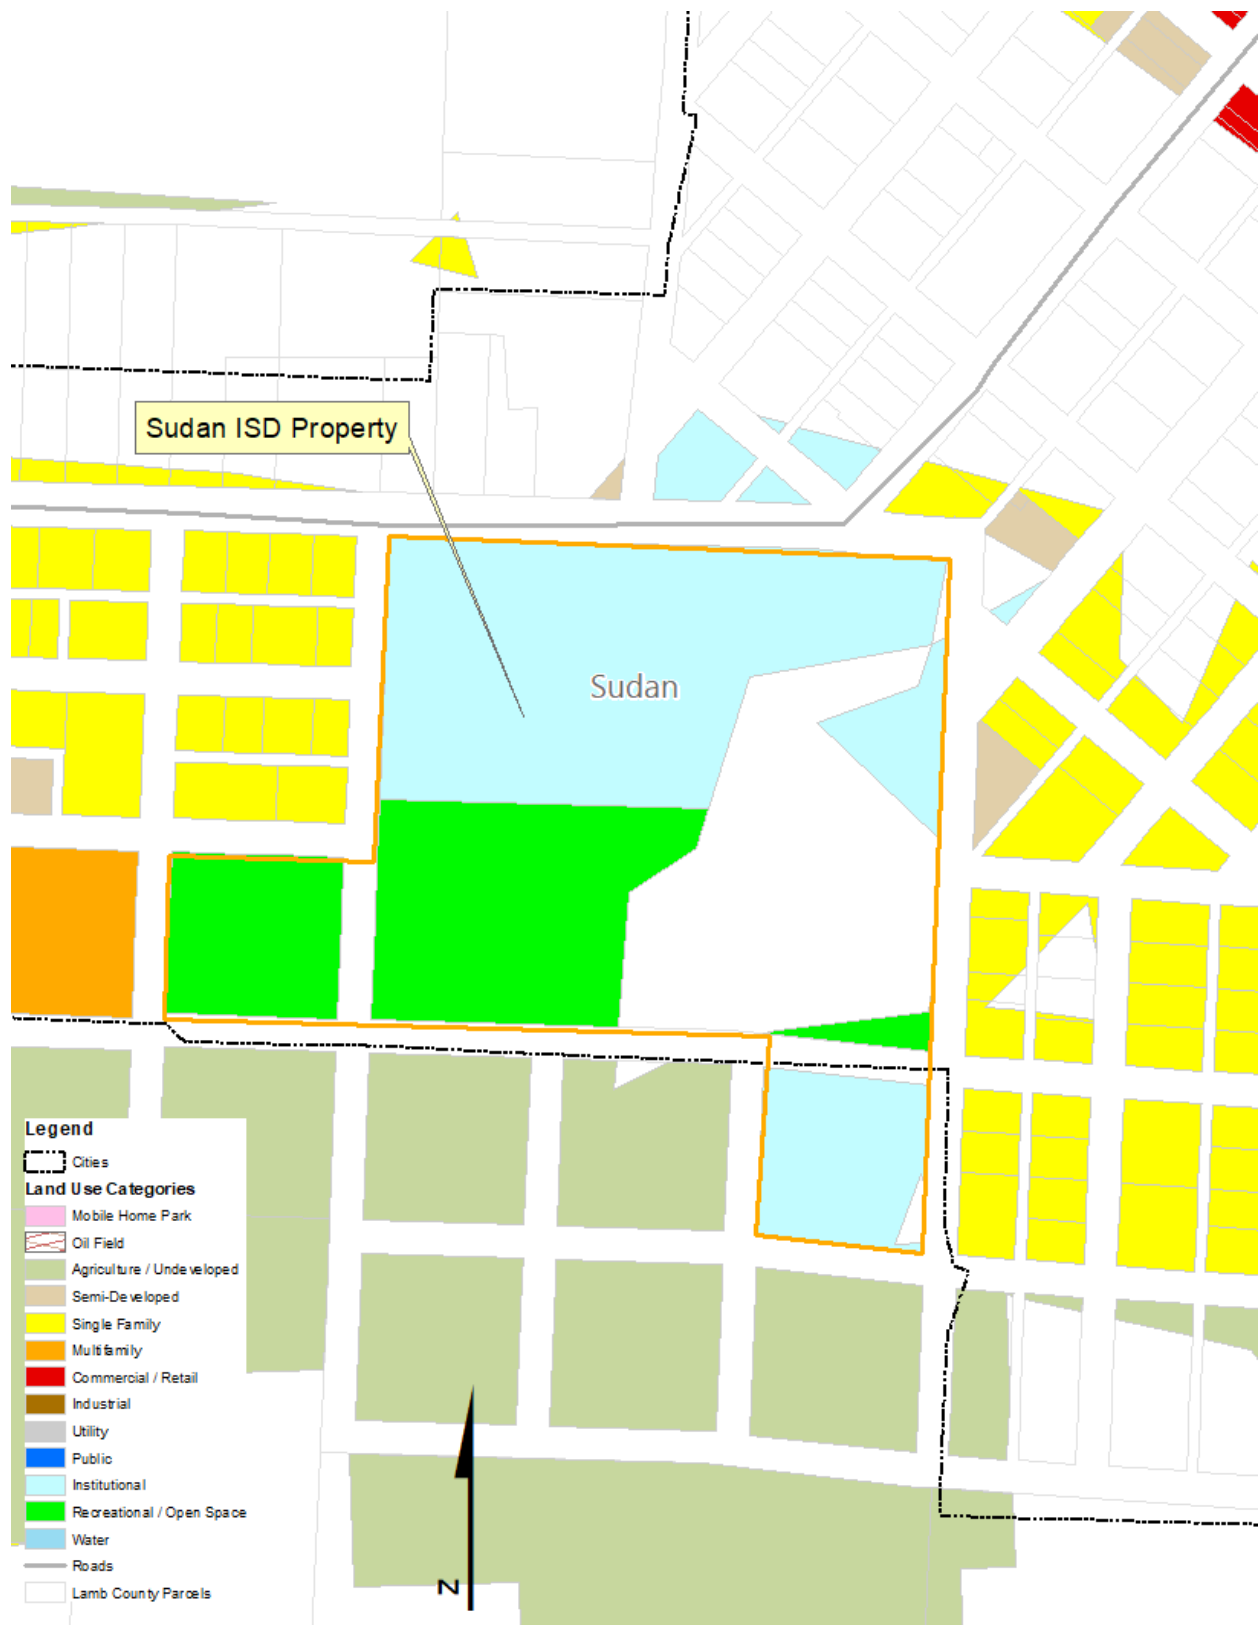 Sudan ISD Property
Sudan
Legend
Cities
Land Use Categories
Mobile Home Park
Oil Field
Agriculture / Undeveloped
Semi-Developed
Single Family
Multifamily
Commercial / Retail
Industrial
Utility
Public
Institutional
Recreational / Open Space
Water
Roads
Lamb County Parcels
N